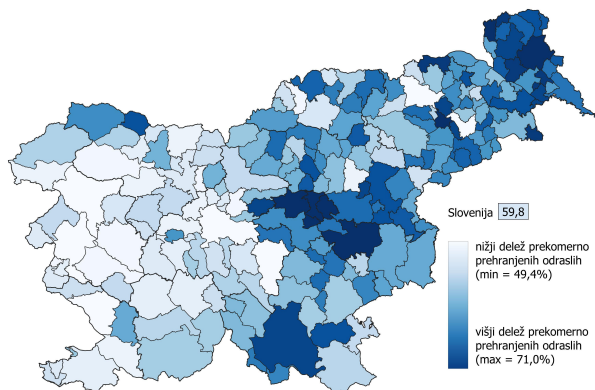 Slovenija 59,8
nižji delež prekomerno
prehranjenih odraslih
(min = 49,4%)
višji delež prekomerno
prehranjenih odraslih
(max = 71,0%)